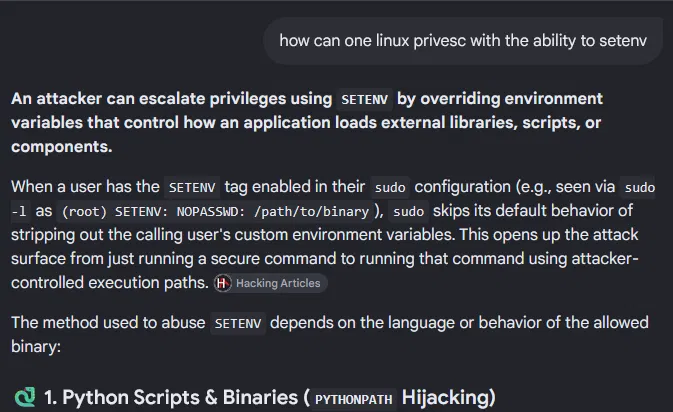 how can one linux privesc with the ability to setenv
An attacker can escalate privileges using SETENV by overriding environment
variables that control how an application loads external libraries, scripts, or
components.
When a user has the SETENV tag enabled in their sudo configuration (e.g., seen via sudo
-l as (root) SETENV: NOPASSWD: /path/to/binary ), sudo skips its default behavior of
stripping out the calling user's custom environment variables. This opens up the attack
surface from just running a secure command to running that command using attacker-
controlled execution paths. H Hacking Articles
The method used to abuse SETENV depends on the language or behavior of the allowed
binary:
1. Python Scripts & Binaries ( PYTHONPATH Hijacking)